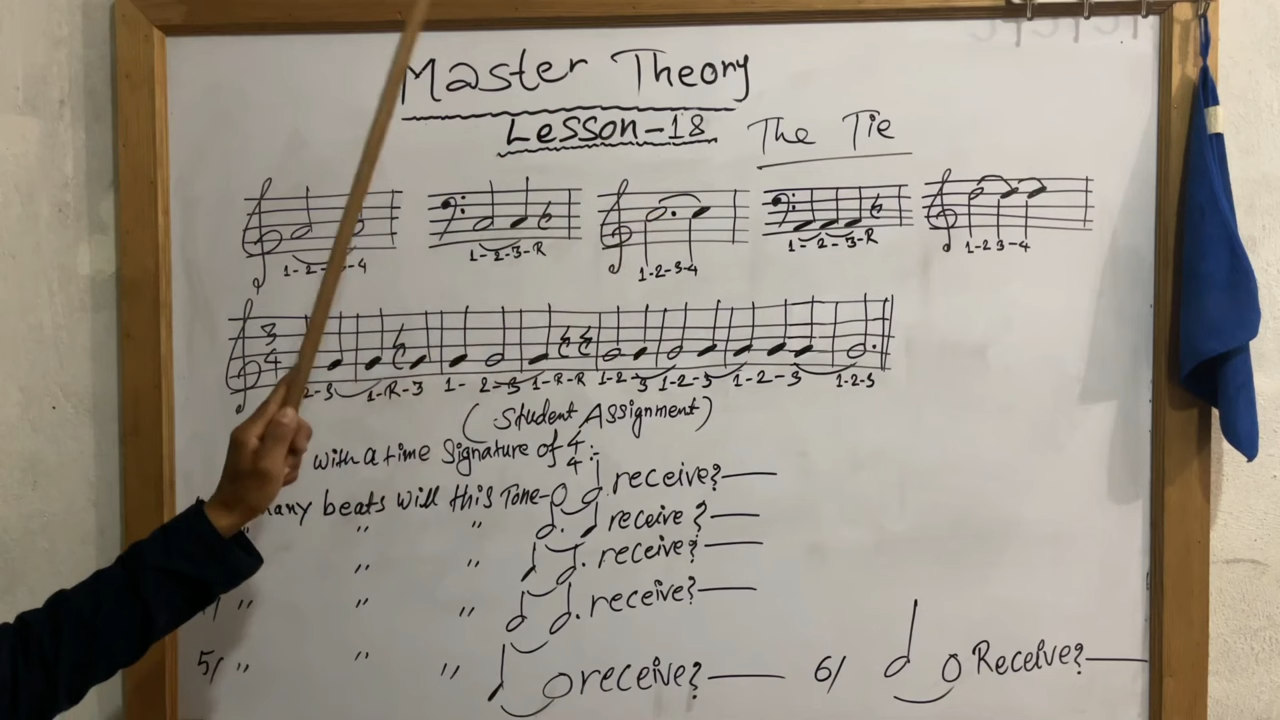 Master Theory
Lesson-18 The Tie
1-2- -4 1-2-3-R 1-2-3-4 1-2-3-R 1-2 3-4
3
4
2-3 1-R-3 1- 2-3 1-R-R 1-2-3 1-2-3 1-2-3 1-2-3
(Student Assignment)
with a time Signature of 4/4:-
many beats will this Tone- receive?—
" " receive?—
" " receive?—
" " " receive?—
5/ " " " receive?— 6/ Receive?—